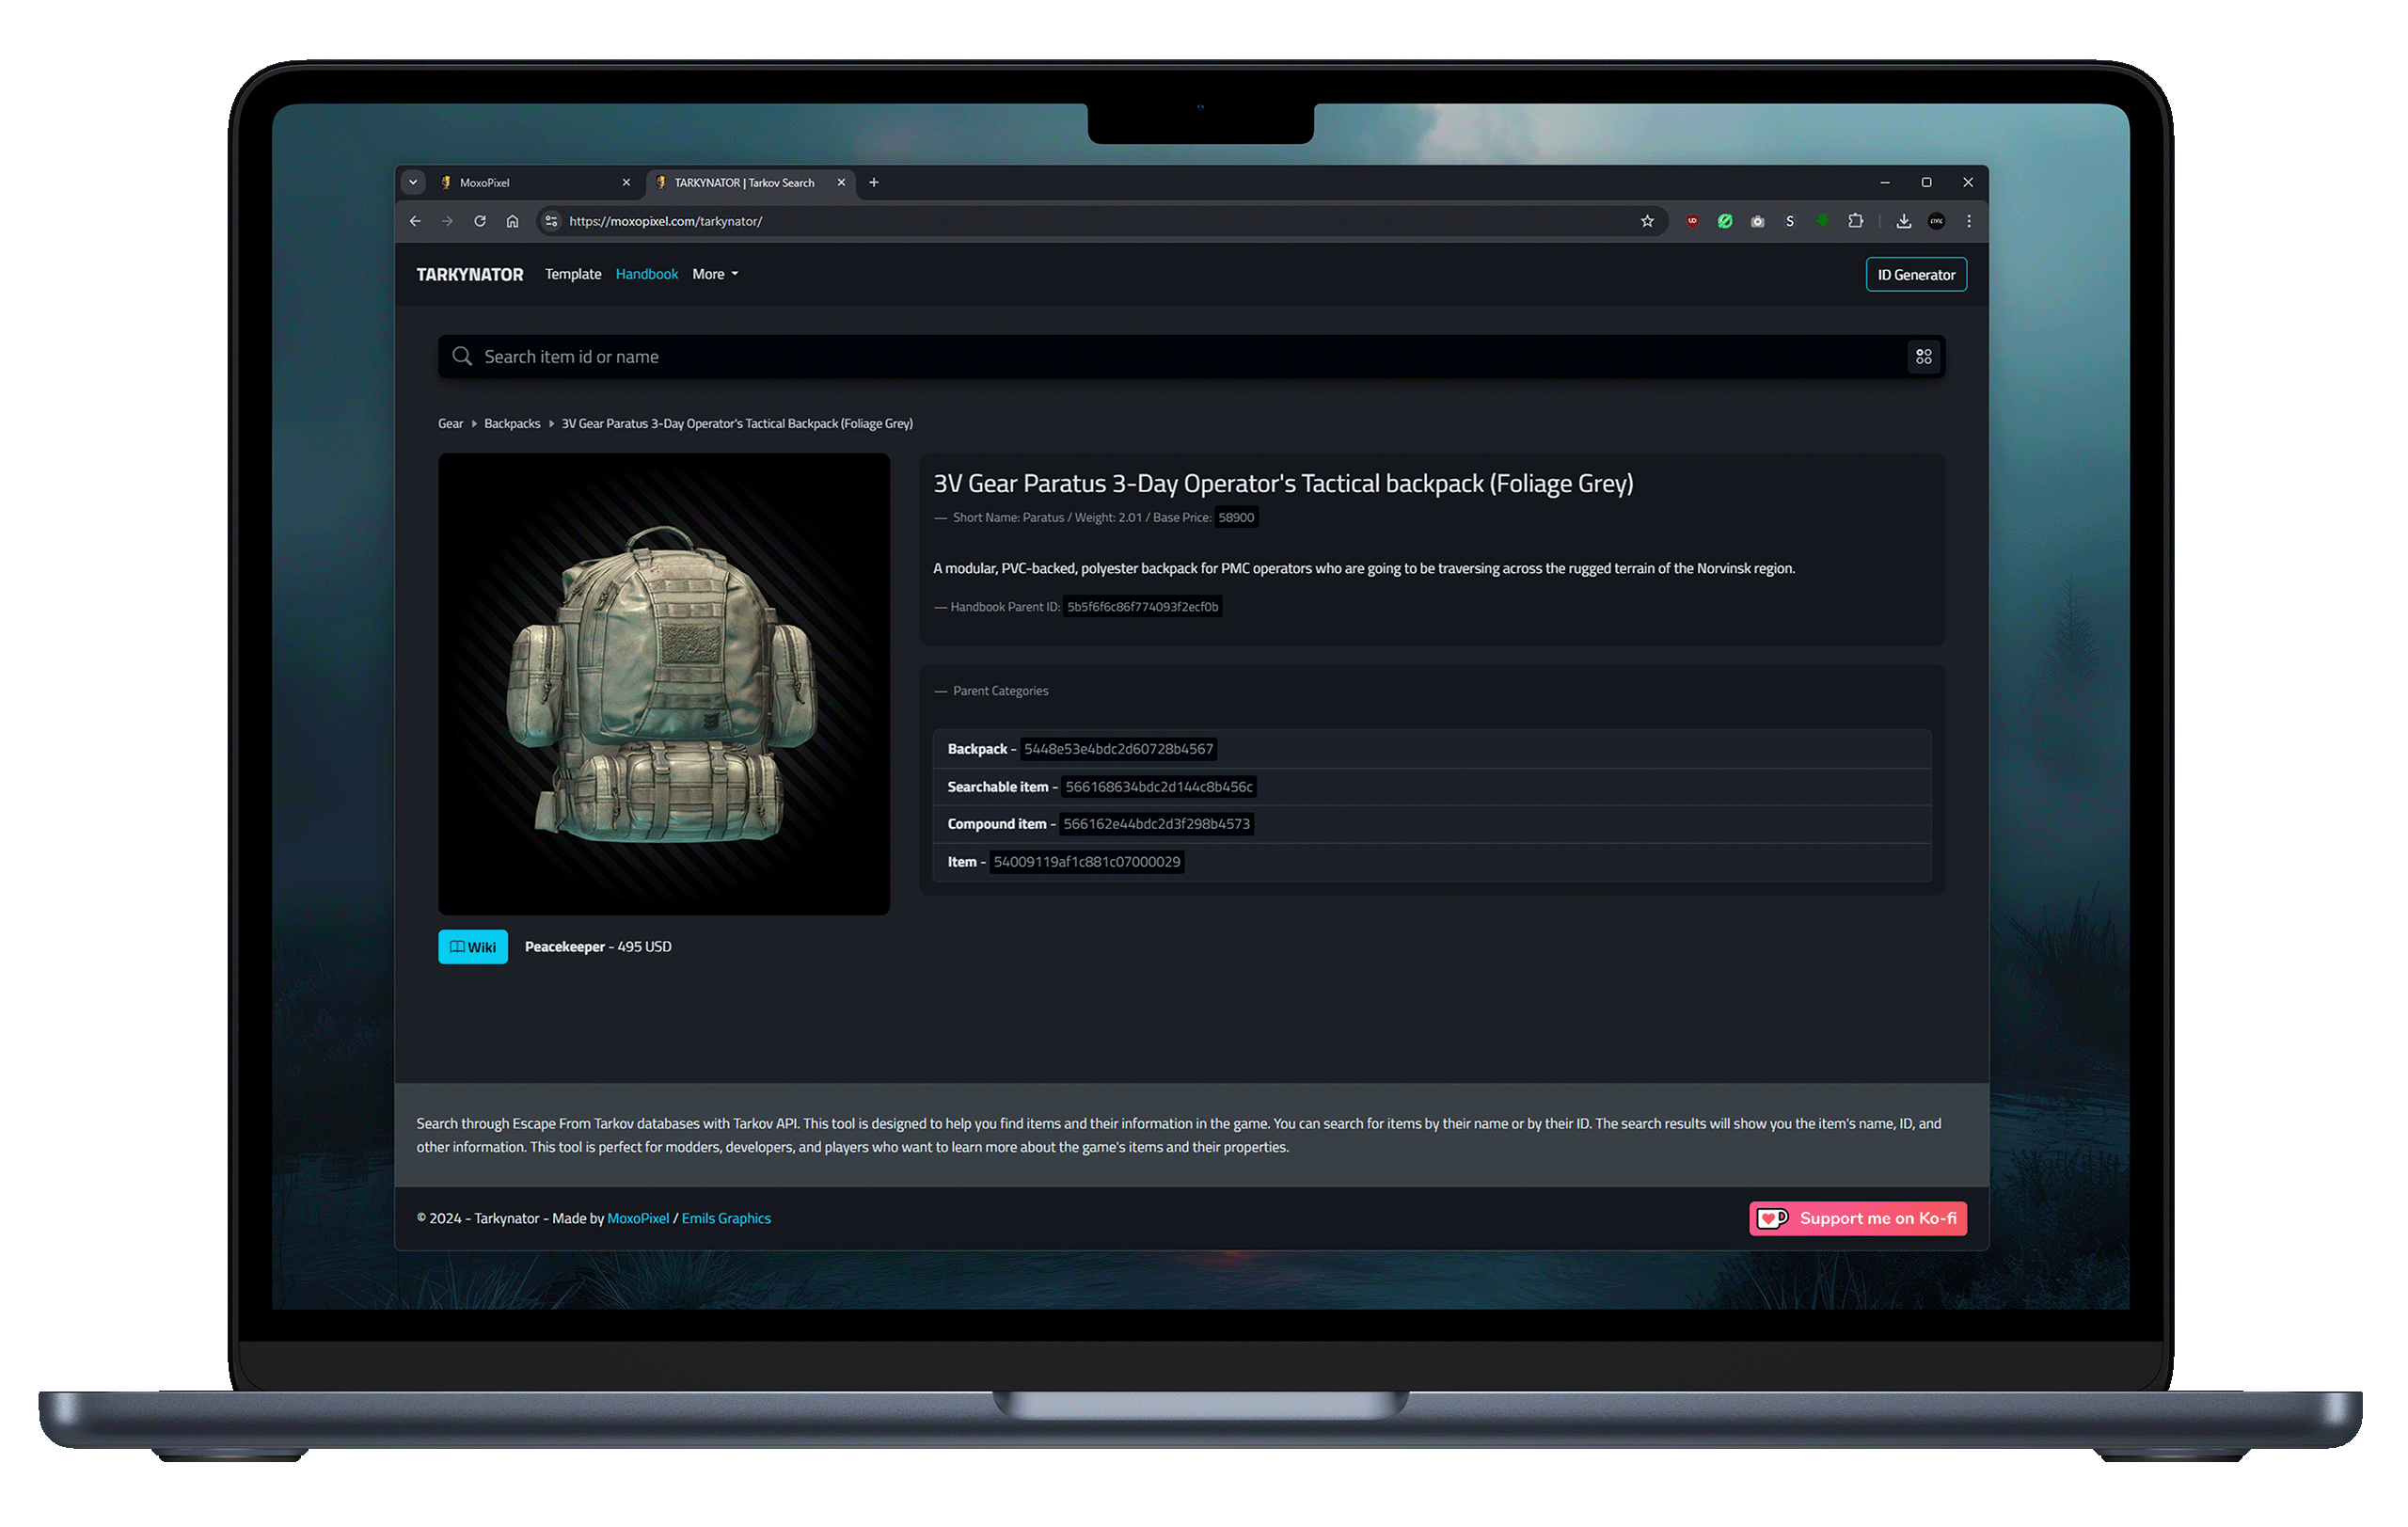 MoxoPixel
TARKYNATOR | Tarkov Search
https://moxopixel.com/tarkynator/
TARKYNATOR Template Handbook More ID Generator
Search item id or name
Gear Backpacks 3V Gear Paratus 3-Day Operator's Tactical Backpack (Foliage Grey)
3V Gear Paratus 3-Day Operator's Tactical backpack (Foliage Grey)
— Short Name: Paratus / Weight: 2.01 / Base Price: 58900
A modular, PVC-backed, polyester backpack for PMC operators who are going to be traversing across the rugged terrain of the Norvinsk region.
— Handbook Parent ID: 5b5f6f6c86f774093f2ecf0b
— Parent Categories
Backpack - 5448e53e4bdc2d60728b4567
Searchable item - 566168634bdc2d144c8b456c
Compound item - 566162e44bdc2d3f298b4573
Item - 54009119af1c881c07000029
Wiki Peacekeeper - 495 USD
Search through Escape From Tarkov databases with Tarkov API. This tool is designed to help you find items and their information in the game. You can search for items by their name or by their ID. The search results will show you the item's name, ID, and
other information. This tool is perfect for modders, developers, and players who want to learn more about the game's items and their properties.
© 2024 - Tarkynator - Made by MoxoPixel / Emils Graphics
Support me on Ko-fi